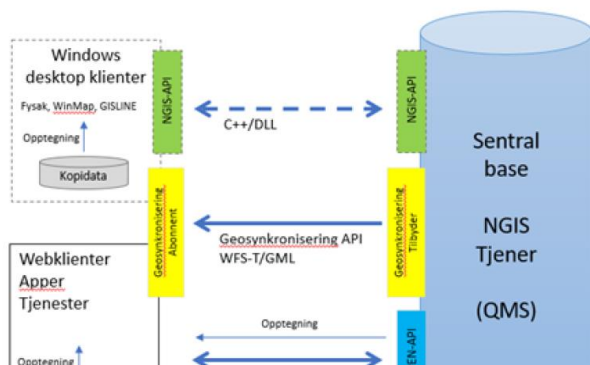 Windows
desktop klienter
Fysak, WinMap, GISLINE
Opptegning
Kopidata
NGIS-API
C++/DLL
NGIS-API
Geosynkronisering
Abonnent
Geosynkronisering API
WFS-T/GML
Geosynkronisering
Tilbyder
Webklienter
Apper
Tjenester
Opptegning
Opptegning
EN-API
Sentral
base
NGIS
Tjener
(QMS)